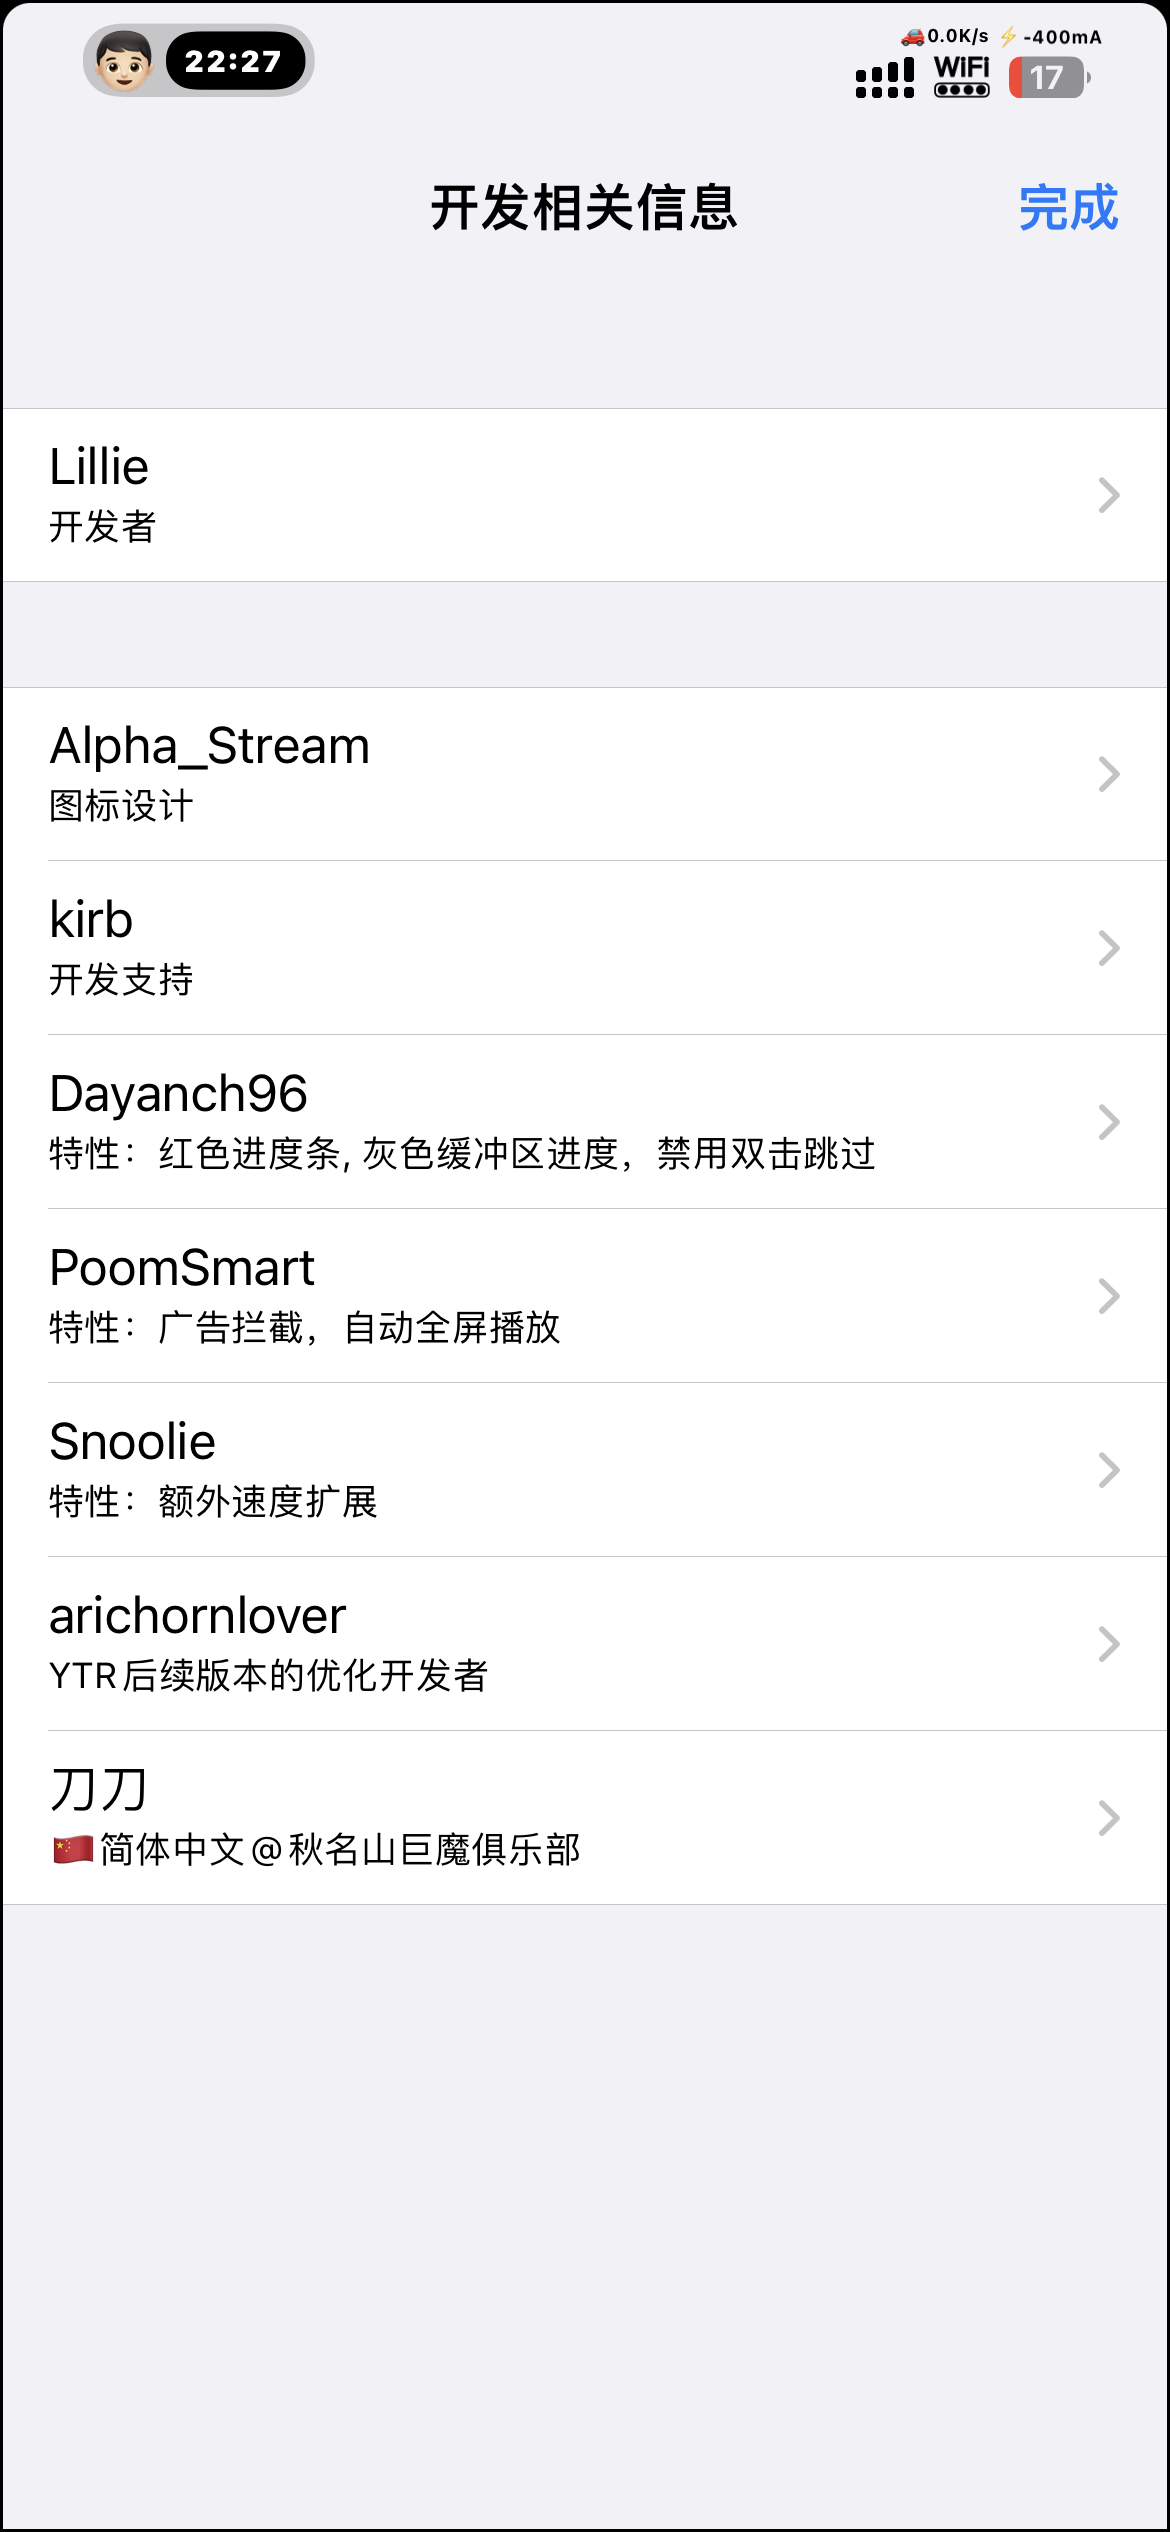 22:27
🚗0.0K/s ⚡-400mA
WiFi
17
开发相关信息
完成
Lillie
开发者
Alpha_Stream
图标设计
kirb
开发支持
Dayanch96
特性：红色进度条, 灰色缓冲区进度，禁用双击跳过
PoomSmart
特性：广告拦截，自动全屏播放
Snoolie
特性：额外速度扩展
arichornlover
YTR后续版本的优化开发者
刀刀
🇨🇳简体中文@秋名山巨魔俱乐部